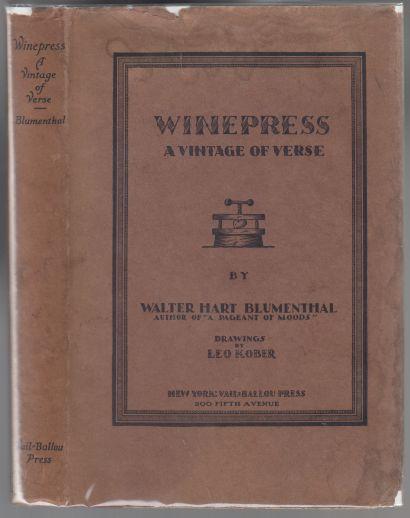 Winepress
A
Vintage
of
Verse
Blumenthal
Vail-Ballou
Press
WINEPRESS
A VINTAGE OF VERSE
BY
WALTER HART BLUMENTHAL
AUTHOR OF "A PAGEANT OF MOODS"
DRAWINGS
BY
LEO KOBER
NEW YORK: VAIL-BALLOU PRESS
200 FIFTH AVENUE